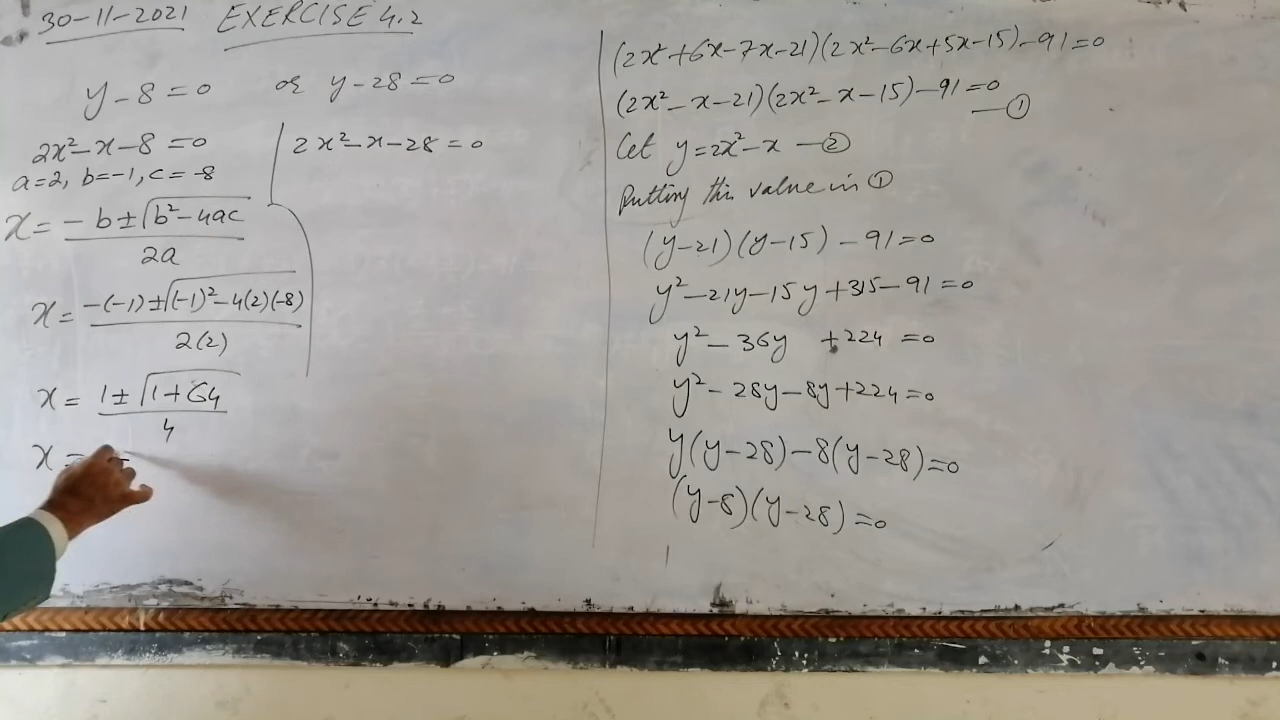 30-11-2021 EXERCISE 4.2
y-8=0 or y-28=0
2x²-x-8=0
a=2, b=-1, c=-8
x = (-b±√(b²-4ac))/2a
x = (-(-1)±√((-1)²-4(2)(-8)))/2(2)
x = (1±√(1+64))/4
x =
2x²-x-28=0
(2x²+6x-7x-21)(2x²-6x+5x-15)-91=0
(2x²-x-21)(2x²-x-15)-91=0 —①
Let y=2x²-x —②
Putting this value in ①
(y-21)(y-15)-91=0
y²-21y-15y+315-91=0
y²-36y +224=0
y²-28y-8y+224=0
y(y-28)-8(y-28)=0
(y-8)(y-28)=0